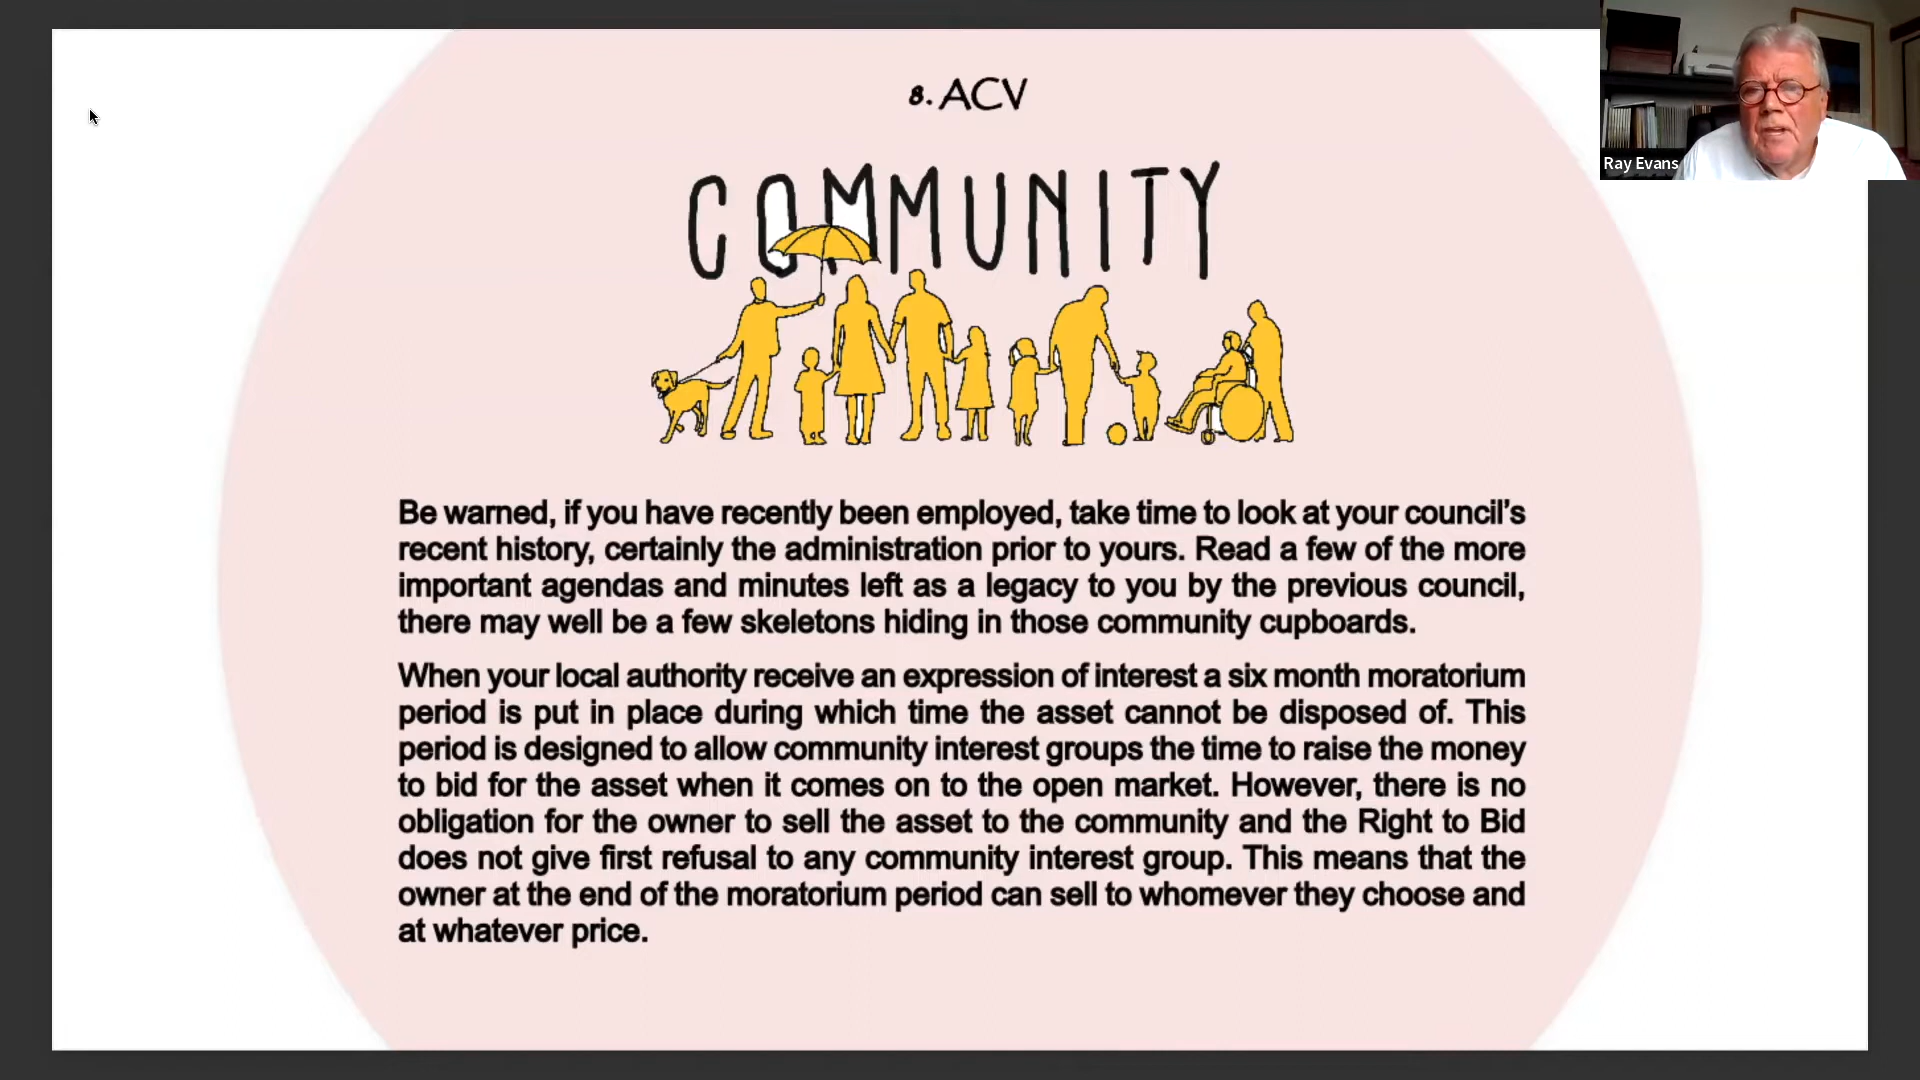 8. ACV
COMMUNITY
Ray Evans
Be warned, if you have recently been employed, take time to look at your council’s
recent history, certainly the administration prior to yours. Read a few of the more
important agendas and minutes left as a legacy to you by the previous council,
there may well be a few skeletons hiding in those community cupboards.
When your local authority receive an expression of interest a six month moratorium
period is put in place during which time the asset cannot be disposed of. This
period is designed to allow community interest groups the time to raise the money
to bid for the asset when it comes on to the open market. However, there is no
obligation for the owner to sell the asset to the community and the Right to Bid
does not give first refusal to any community interest group. This means that the
owner at the end of the moratorium period can sell to whomever they choose and
at whatever price.